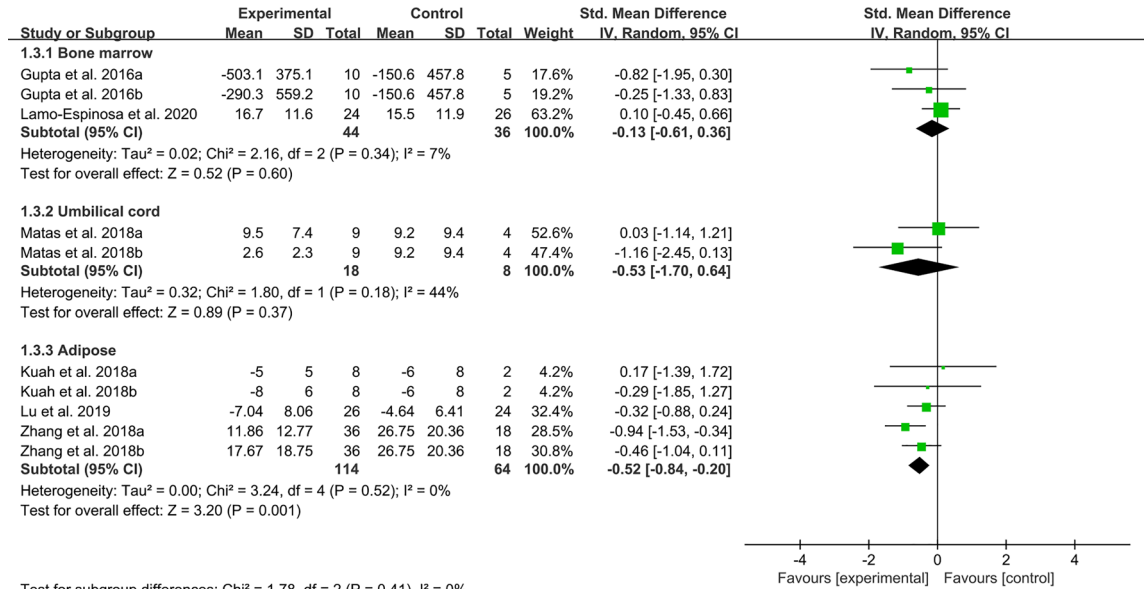 Experimental Control Std. Mean Difference Std. Mean Difference
Study or Subgroup Mean SD Total Mean SD Total Weight IV, Random, 95% CI IV, Random, 95% CI
1.3.1 Bone marrow
Gupta et al. 2016a -503.1 375.1 10 -150.6 457.8 5 17.6% -0.82 [-1.95, 0.30]
Gupta et al. 2016b -290.3 559.2 10 -150.6 457.8 5 19.2% -0.25 [-1.33, 0.83]
Lamo-Espinosa et al. 2020 16.7 11.6 24 15.5 11.9 26 63.2% 0.10 [-0.45, 0.66]
Subtotal (95% CI) 44 36 100.0% -0.13 [-0.61, 0.36]
Heterogeneity: Tau² = 0.02; Chi² = 2.16, df = 2 (P = 0.34); I² = 7%
Test for overall effect: Z = 0.52 (P = 0.60)
1.3.2 Umbilical cord
Matas et al. 2018a 9.5 7.4 9 9.2 9.4 4 52.6% 0.03 [-1.14, 1.21]
Matas et al. 2018b 2.6 2.3 9 9.2 9.4 4 47.4% -1.16 [-2.45, 0.13]
Subtotal (95% CI) 18 8 100.0% -0.53 [-1.70, 0.64]
Heterogeneity: Tau² = 0.32; Chi² = 1.80, df = 1 (P = 0.18); I² = 44%
Test for overall effect: Z = 0.89 (P = 0.37)
1.3.3 Adipose
Kuah et al. 2018a -5 5 8 -6 8 2 4.2% 0.17 [-1.39, 1.72]
Kuah et al. 2018b -8 6 8 -6 8 2 4.2% -0.29 [-1.85, 1.27]
Lu et al. 2019 -7.04 8.06 26 -4.64 6.41 24 32.4% -0.32 [-0.88, 0.24]
Zhang et al. 2018a 11.86 12.77 36 26.75 20.36 18 28.5% -0.94 [-1.53, -0.34]
Zhang et al. 2018b 17.67 18.75 36 26.75 20.36 18 30.8% -0.46 [-1.04, 0.11]
Subtotal (95% CI) 114 64 100.0% -0.52 [-0.84, -0.20]
Heterogeneity: Tau² = 0.00; Chi² = 3.24, df = 4 (P = 0.52); I² = 0%
Test for overall effect: Z = 3.20 (P = 0.001)
-4 -2 0 2 4
Favours [experimental] Favours [control]
Test for subgroup differences: Chi² = 1.78, df = 2 (P = 0.41), I² = 0%